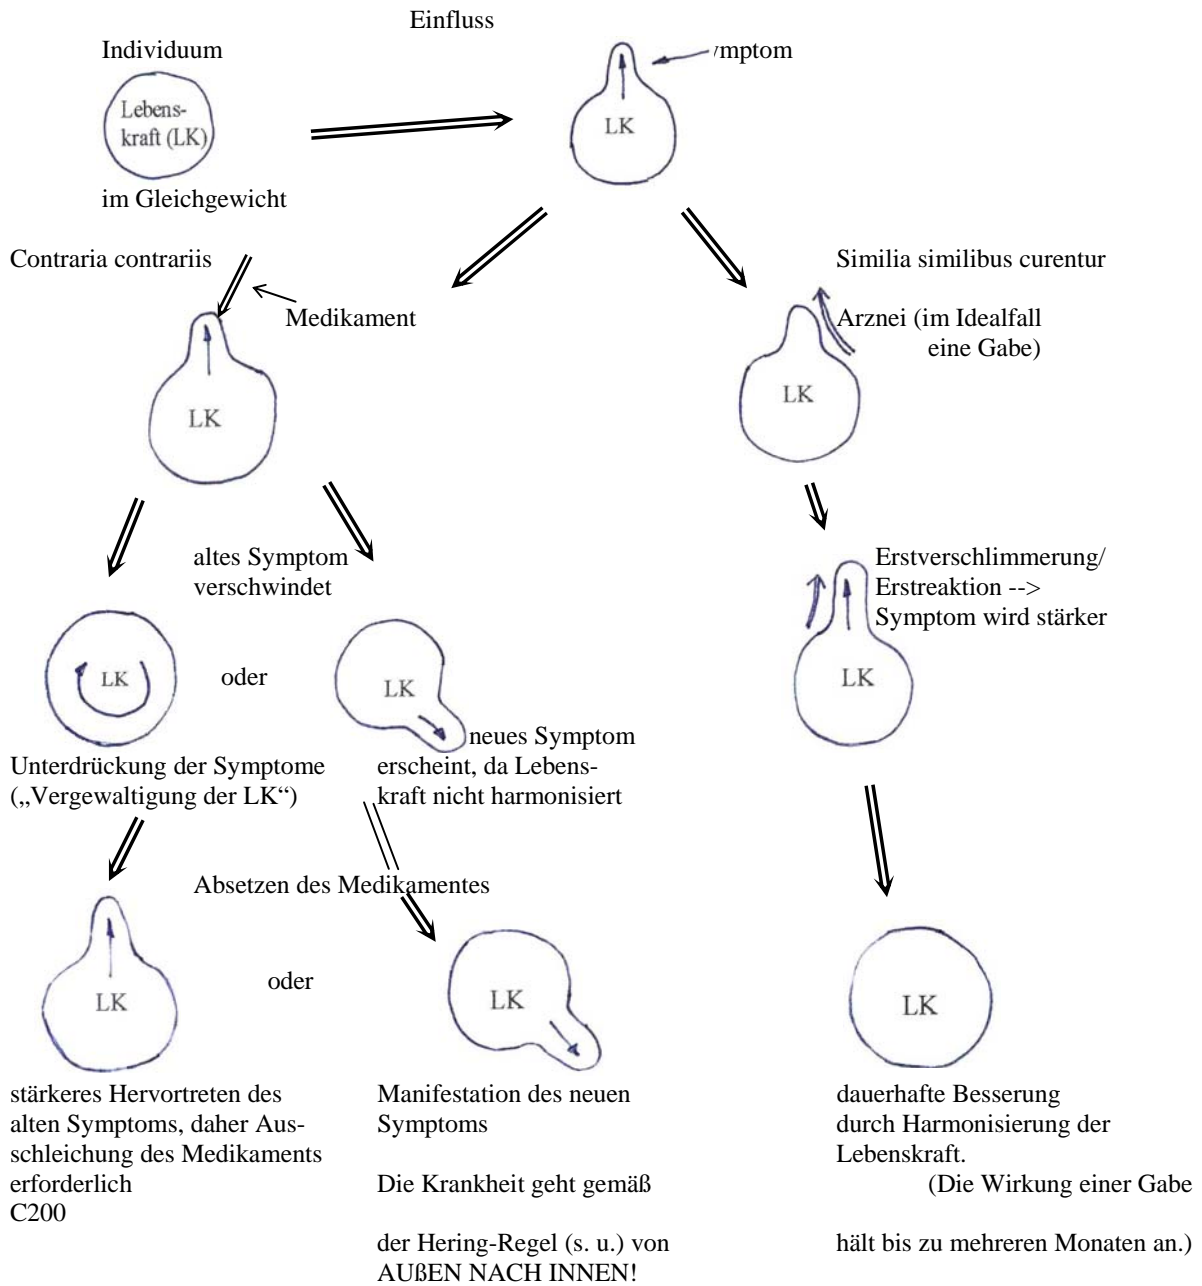 Einfluss
Individuum
ymptom
Lebens-
kraft (LK)
LK
im Gleichgewicht
Contraria contrariis
Similia similibus curentur
Medikament
Arznei (im Idealfall
eine Gabe)
LK
LK
altes Symptom
verschwindet
Erstverschlimmerung/
Erstreaktion -->
Symptom wird stärker
LK
oder
LK
LK
neues Symptom
Unterdrückung der Symptome
(„Vergewaltigung der LK“)
erscheint, da Lebens-
kraft nicht harmonisiert
Absetzen des Medikamentes
LK
oder
LK
LK
stärkeres Hervortreten des
alten Symptoms, daher Aus-
schleichung des Medikaments
erforderlich
C200
Manifestation des neuen
Symptoms
Die Krankheit geht gemäß
der Hering-Regel (s. u.) von
AUßEN NACH INNEN!
dauerhafte Besserung
durch Harmonisierung der
Lebenskraft.
(Die Wirkung einer Gabe
hält bis zu mehreren Monaten an.)